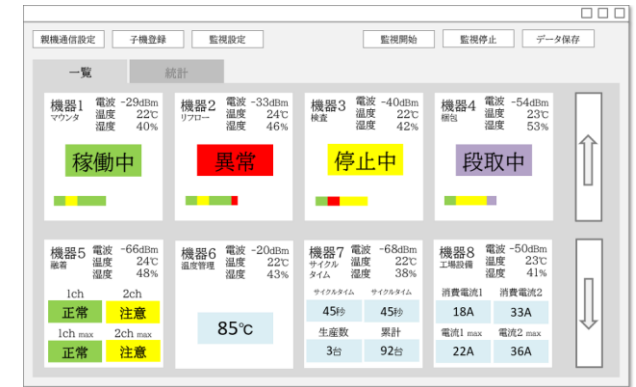 親機通信設定 子機登録 監視設定 監視開始 監視停止 データ保存
一覧 統計
機器1 電波 -29dBm
マウンタ 温度 22℃
湿度 40%
稼働中
機器2 電波 -33dBm
リフロー 温度 24℃
湿度 46%
異常
機器3 電波 -40dBm
検査 温度 22℃
湿度 42%
停止中
機器4 電波 -54dBm
梱包 温度 23℃
湿度 53%
段取中
機器5 電波 -66dBm
融着 温度 24℃
湿度 48%
1ch 2ch
正常 注意
1ch max 2ch max
正常 注意
機器6 電波 -20dBm
温度管理 温度 22℃
湿度 43%
85℃
機器7 電波 -68dBm
サイクル 温度 22℃
タイム 湿度 38%
サイクルタイム サイクルタイム
45秒 45秒
生産数 累計
3台 92台
機器8 電波 -50dBm
工場設備 温度 23℃
湿度 41%
消費電流1 消費電流2
18A 33A
電流1 max 電流2 max
22A 36A